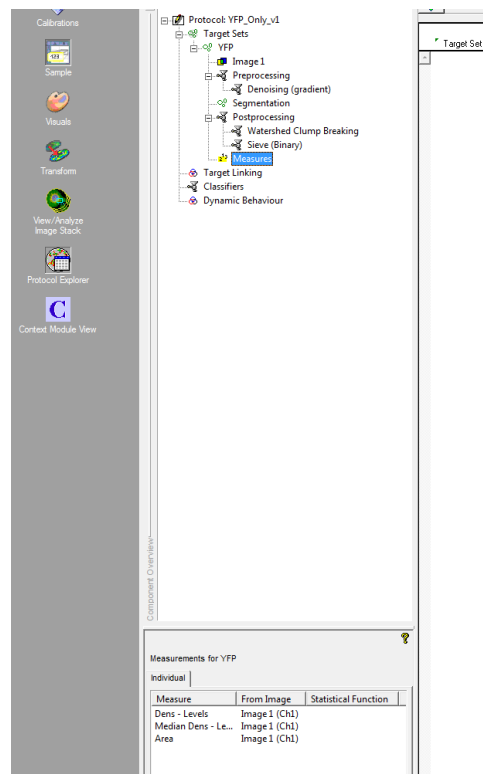 Calibrations
Sample
Visuals
Transform
View/Analyze
Image Stack
Protocol Explorer
C
Context Module View
Protocol: YFP_Only_v1
Target Sets
YFP
Image 1
Preprocessing
Denoising (gradient)
Segmentation
Postprocessing
Watershed Clump Breaking
Sieve (Binary)
Measures
Target Linking
Classifiers
Dynamic Behaviour
Target Set
Component Overview
?
Measurements for YFP
Individual
Measure From Image Statistical Function
Dens - Levels Image 1 (Ch1)
Median Dens - Le... Image 1 (Ch1)
Area Image 1 (Ch1)